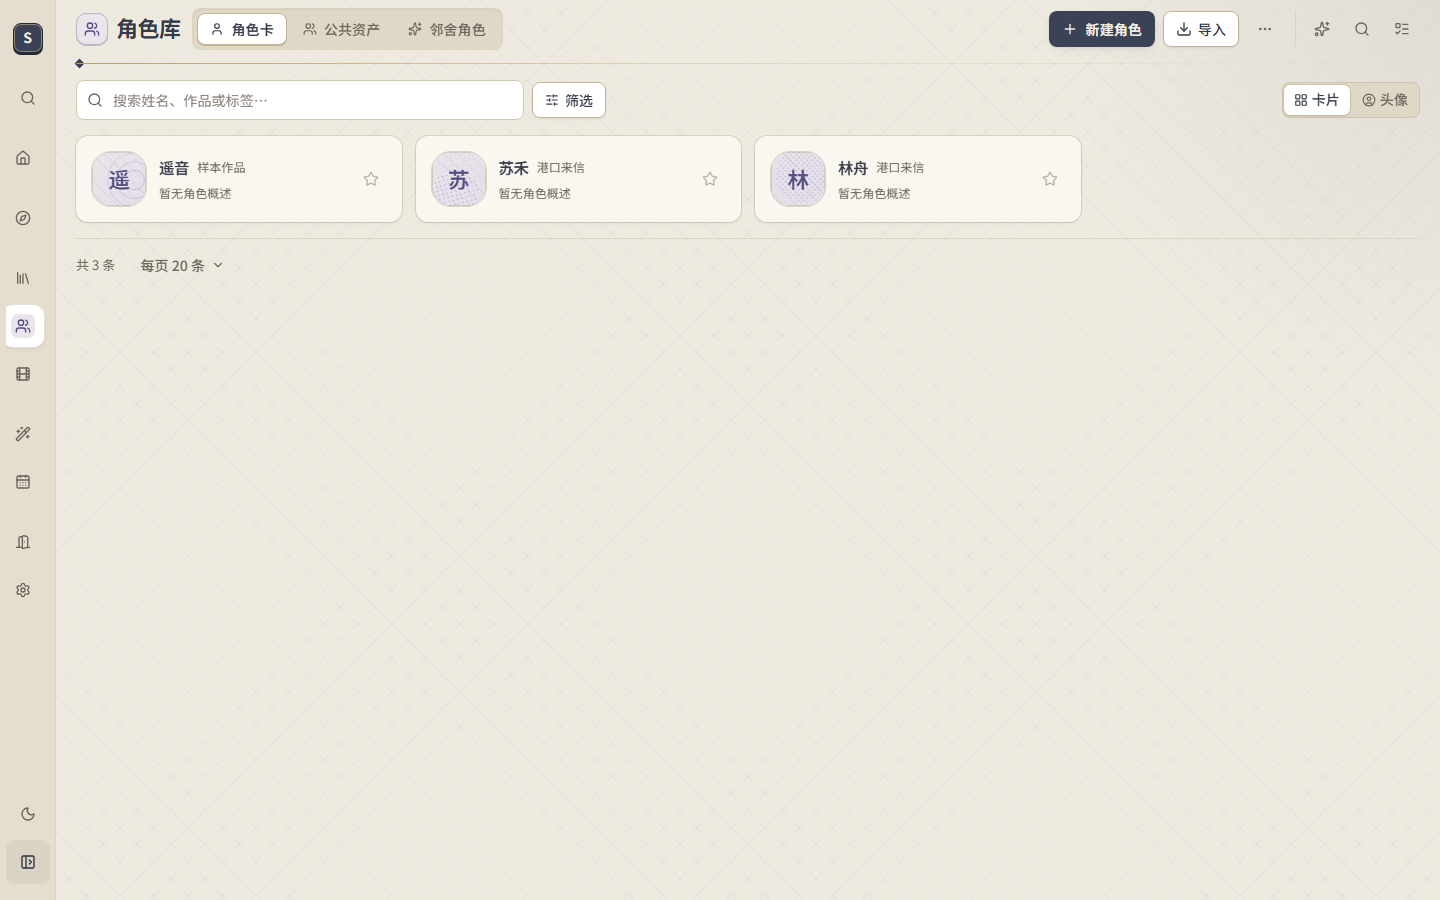 S
角色库
角色卡
公共资产
邻舍角色
新建角色
导入
搜索姓名、作品或标签…
筛选
卡片
头像
遥
遥音 样本作品
暂无角色概述
苏
苏禾 港口来信
暂无角色概述
林
林舟 港口来信
暂无角色概述
共 3 条
每页 20 条